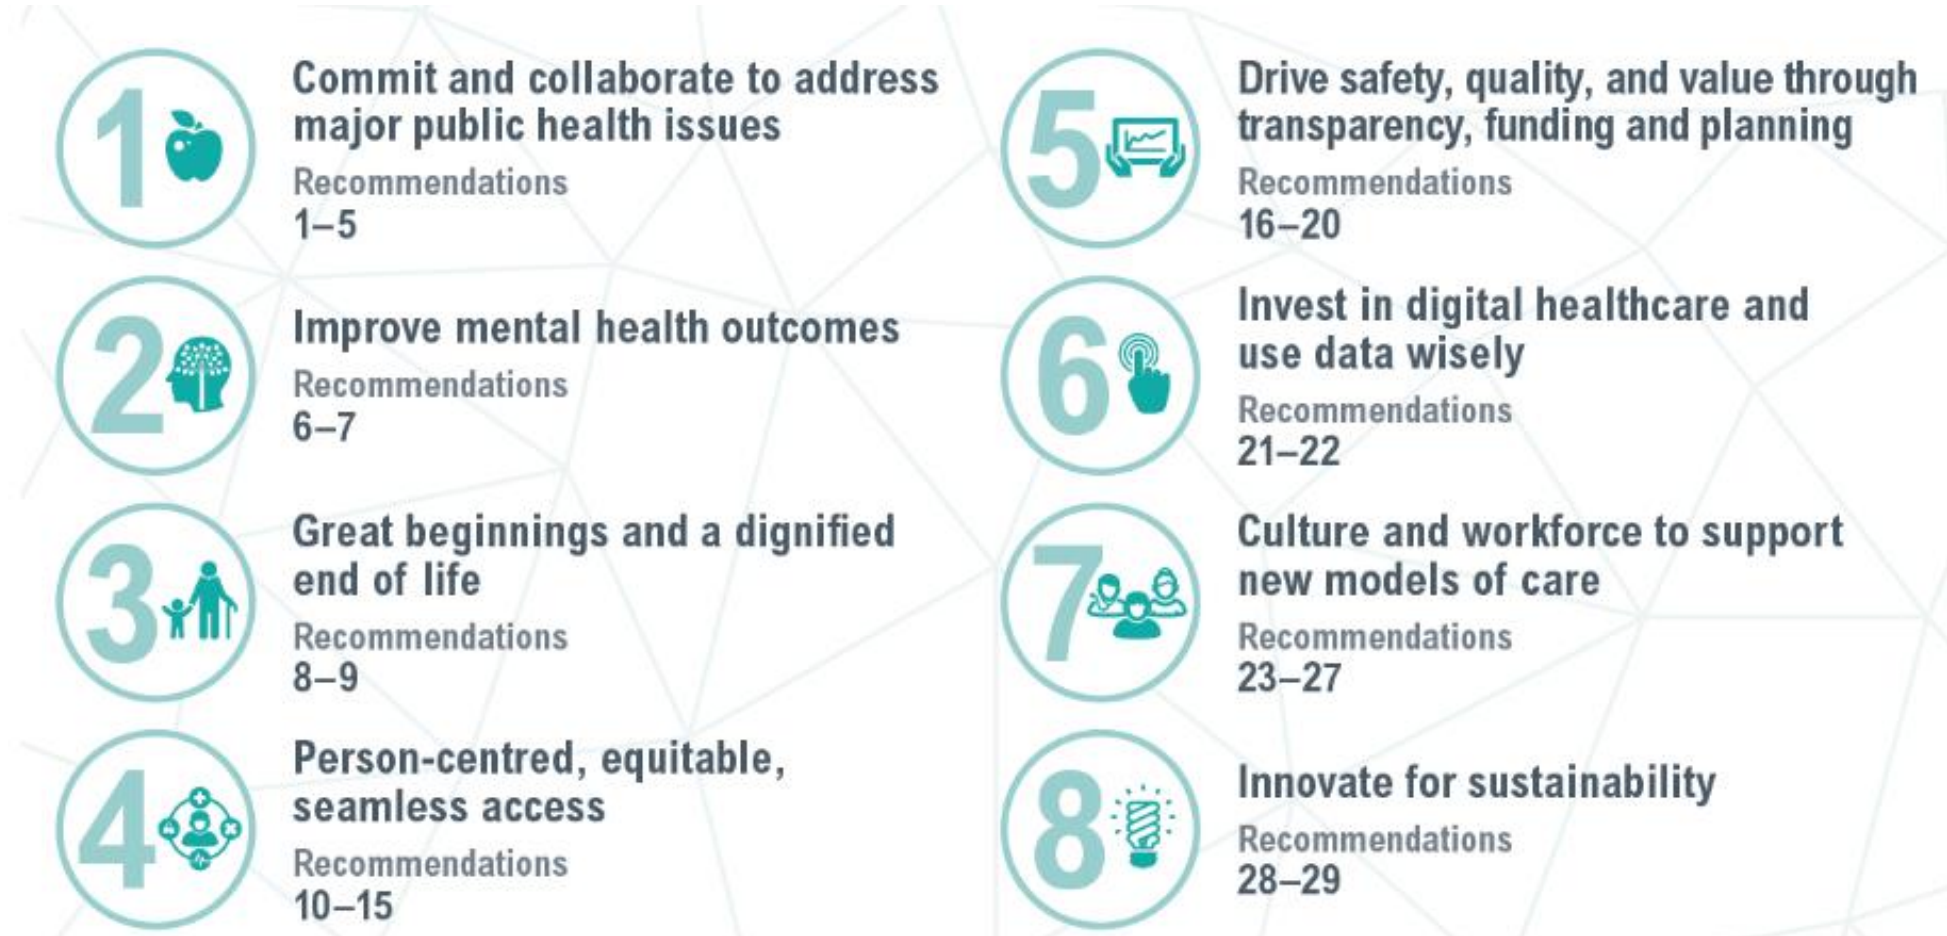 1
Commit and collaborate to address
major public health issues
Recommendations
1–5
2
Improve mental health outcomes
Recommendations
6–7
3
Great beginnings and a dignified
end of life
Recommendations
8–9
4
Person-centred, equitable,
seamless access
Recommendations
10–15
5
Drive safety, quality, and value through
transparency, funding and planning
Recommendations
16–20
6
Invest in digital healthcare and
use data wisely
Recommendations
21–22
7
Culture and workforce to support
new models of care
Recommendations
23–27
8
Innovate for sustainability
Recommendations
28–29